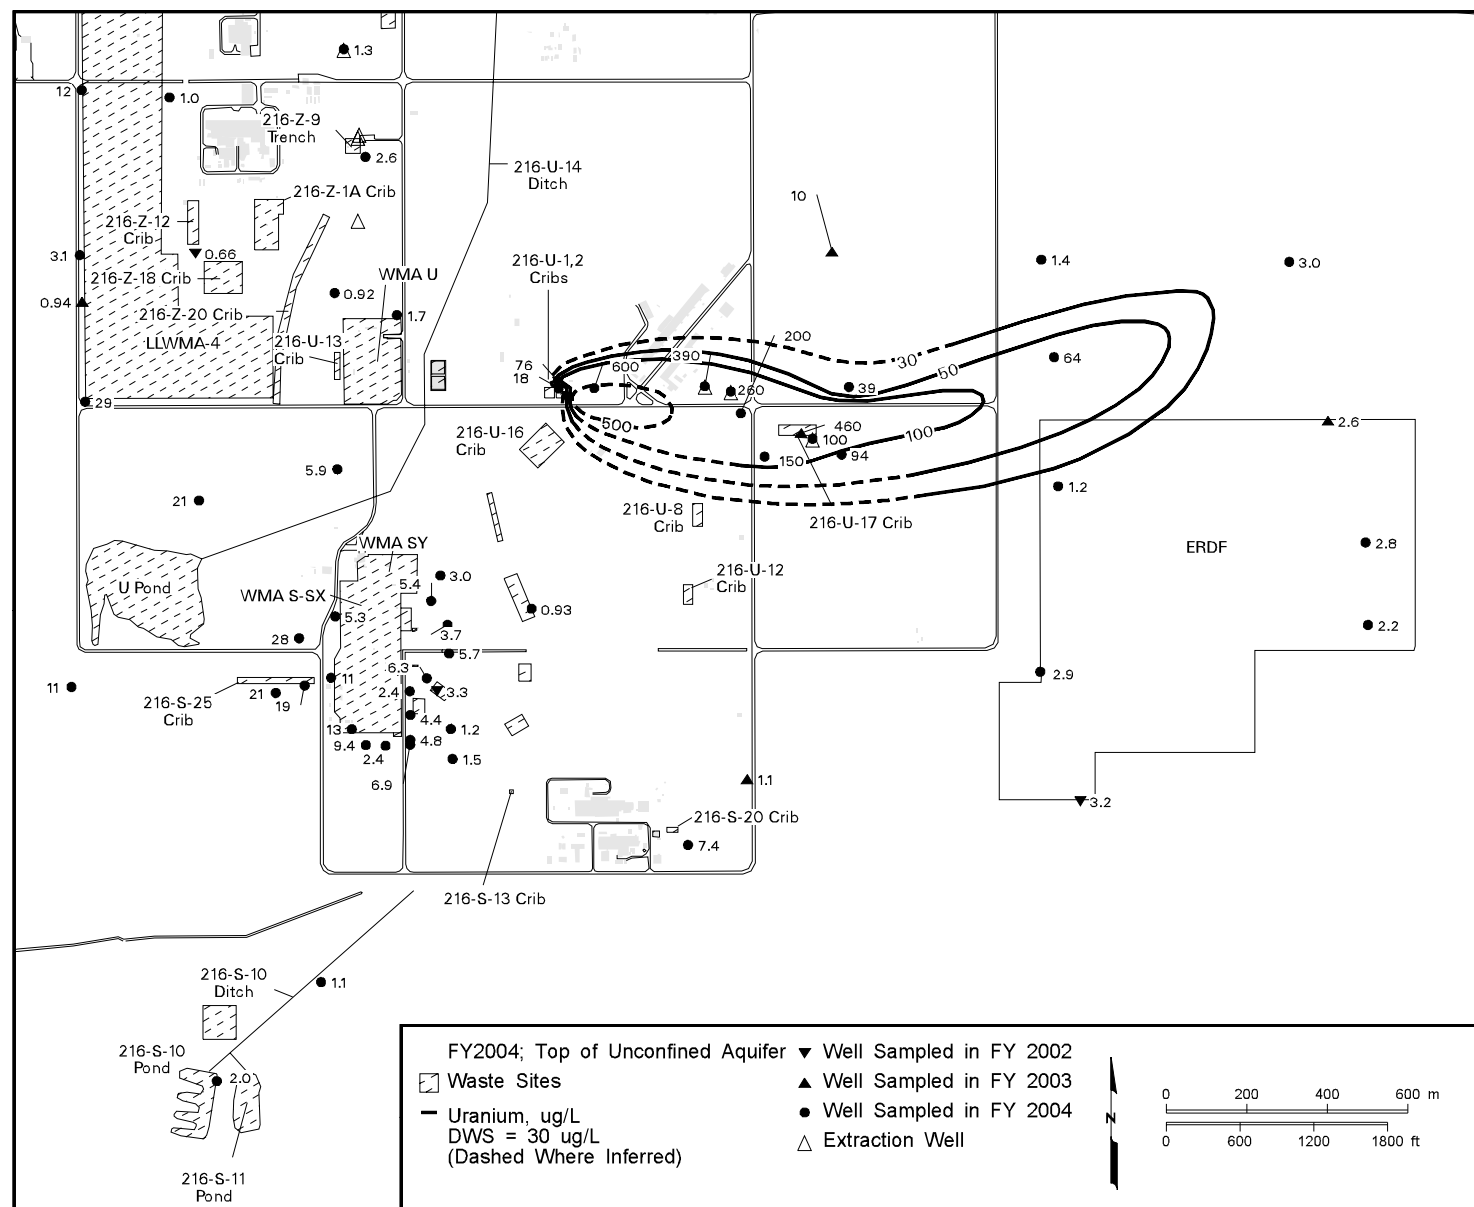 1.3
12
1.0
216-Z-9
Trench
2.6
216-U-14
Ditch
216-Z-1A Crib
10
216-Z-12
Crib
3.1
0.66
216-U-1,2
Cribs
1.4
3.0
216-Z-18 Crib
WMA U
0.94
0.92
216-Z-20 Crib
1.7
LLWMA-4
216-U-13
Crib
200
390
30
50
64
76
18
600
260
39
29
500
216-U-16
Crib
460
100
100
2.6
150
94
5.9
21
1.2
216-U-8
Crib
216-U-17 Crib
WMA SY
ERDF
2.8
U Pond
5.4
3.0
216-U-12
Crib
WMA S-SX
5.3
0.93
28
3.7
2.2
5.7
6.3
2.9
11
11
216-S-25
Crib
21
19
2.4
3.3
4.4
13
1.2
9.4
2.4
4.8
1.5
6.9
1.1
3.2
216-S-20 Crib
7.4
216-S-13 Crib
216-S-10
Ditch
1.1
216-S-10
Pond
2.0
216-S-11
Pond
FY2004; Top of Unconfined Aquifer
Waste Sites
Uranium, ug/L
DWS = 30 ug/L
(Dashed Where Inferred)
Well Sampled in FY 2002
Well Sampled in FY 2003
Well Sampled in FY 2004
Extraction Well
N
0 200 400 600 m
0 600 1200 1800 ft